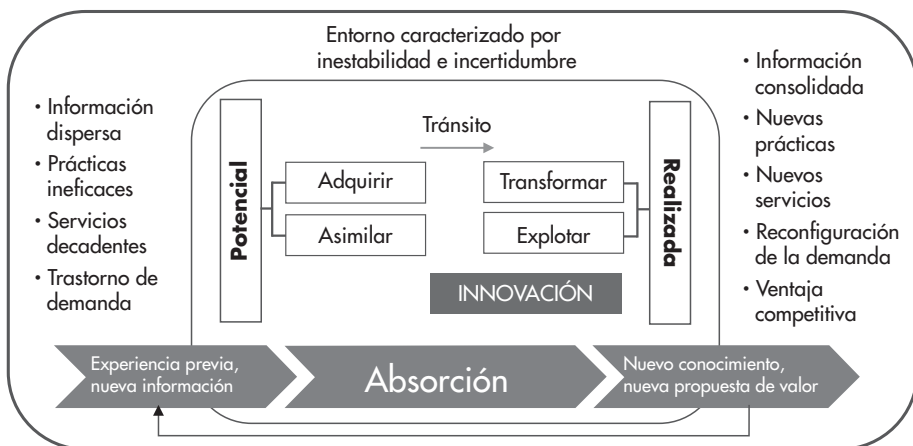 Entorno caracterizado por
inestabilidad e incertidumbre
• Información
dispersa
• Prácticas
ineficaces
• Servicios
decadentes
• Trastorno de
demanda
Potencial
Adquirir
Asimilar
Tránsito
Transformar
Explotar
Realizada
INNOVACIÓN
• Información
consolidada
• Nuevas
prácticas
• Nuevos
servicios
• Reconfiguración
de la demanda
• Ventaja
competitiva
Experiencia previa,
nueva información
Absorción
Nuevo conocimiento,
nueva propuesta de valor